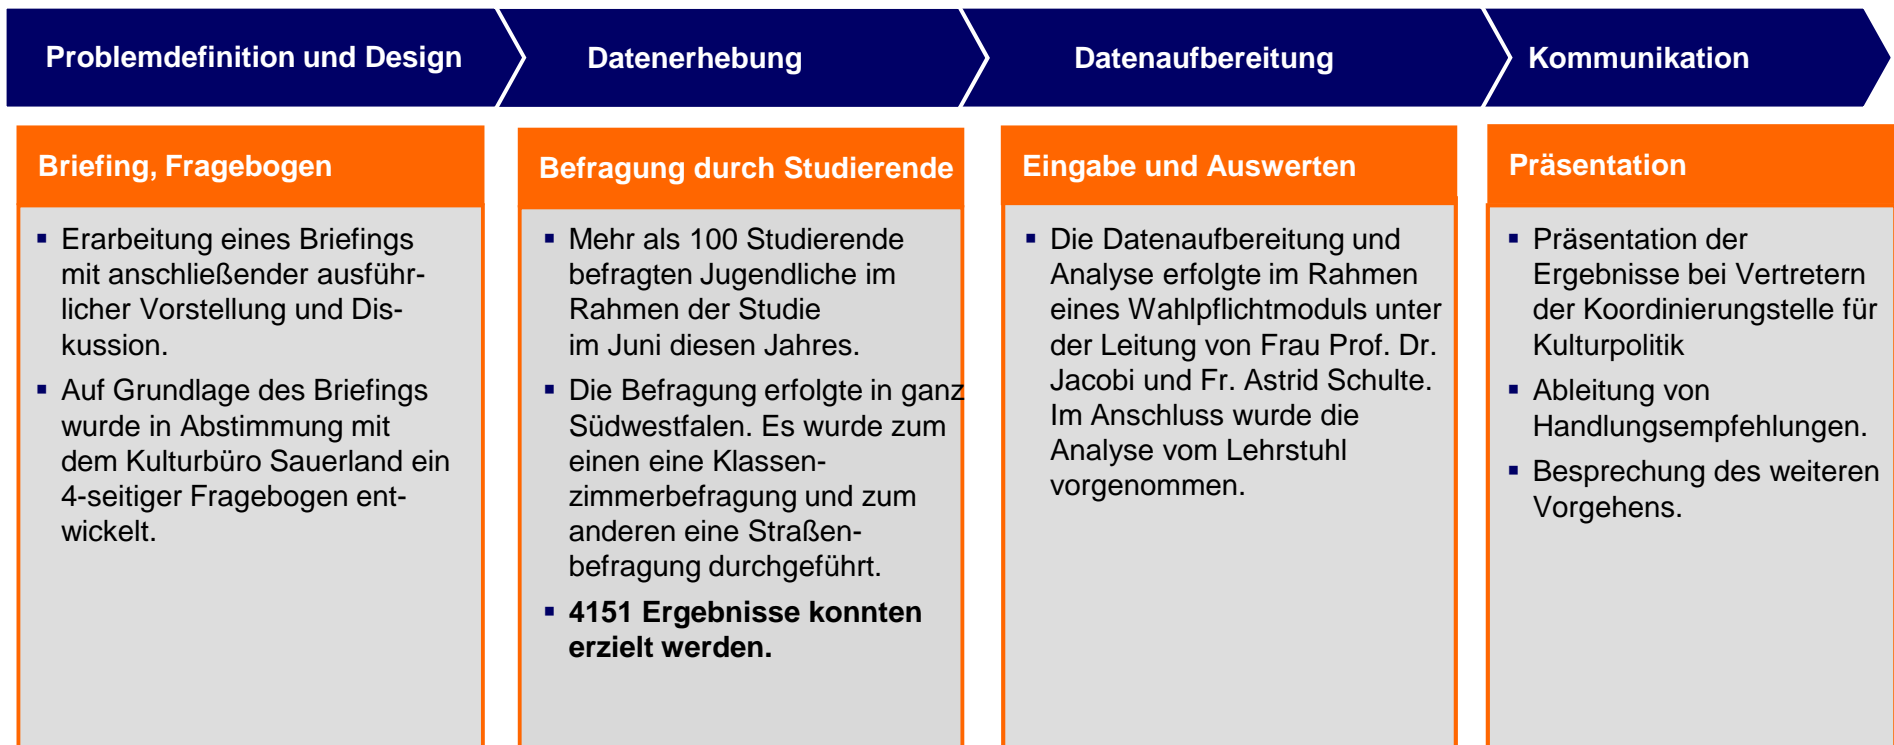 Problemdefinition und Design
Datenerhebung
Datenaufbereitung
Kommunikation
Briefing, Fragebogen
▪ Erarbeitung eines Briefings
mit anschließender ausführ-
licher Vorstellung und Dis-
kussion.
▪ Auf Grundlage des Briefings
wurde in Abstimmung mit
dem Kulturbüro Sauerland ein
4-seitiger Fragebogen ent-
wickelt.
Befragung durch Studierende
▪ Mehr als 100 Studierende
befragten Jugendliche im
Rahmen der Studie
im Juni diesen Jahres.
▪ Die Befragung erfolgte in ganz
Südwestfalen. Es wurde zum
einen eine Klassen-
zimmerbefragung und zum
anderen eine Straßen-
befragung durchgeführt.
▪ 4151 Ergebnisse konnten
erzielt werden.
Eingabe und Auswerten
▪ Die Datenaufbereitung und
Analyse erfolgte im Rahmen
eines Wahlpflichtmoduls unter
der Leitung von Frau Prof. Dr.
Jacobi und Fr. Astrid Schulte.
Im Anschluss wurde die
Analyse vom Lehrstuhl
vorgenommen.
Präsentation
▪ Präsentation der
Ergebnisse bei Vertretern
der Koordinierungstelle für
Kulturpolitik
▪ Ableitung von
Handlungsempfehlungen.
▪ Besprechung des weiteren
Vorgehens.